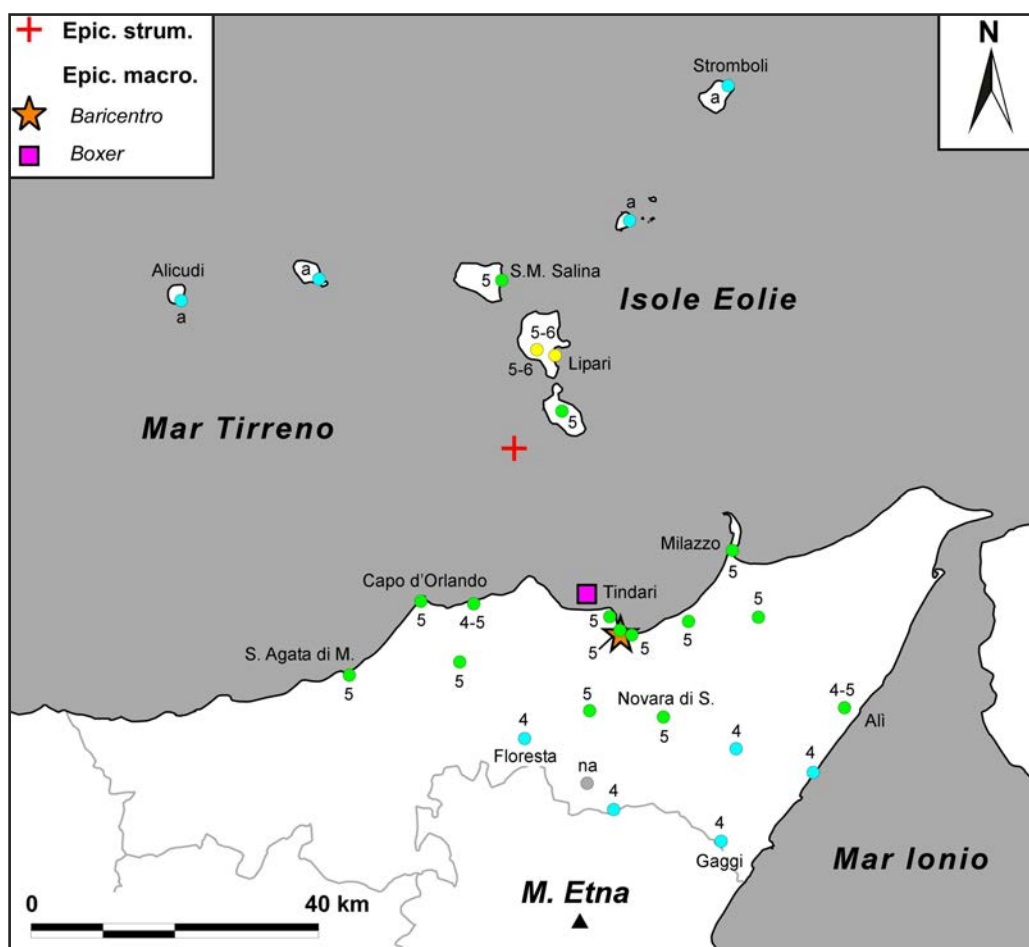 Epic. strum.
Epic. macro.
Baricentro
Boxer
N
Stromboli
a
a
Alicudi
a
a
5
S.M. Salina
Isole Eolie
5-6
5-6
Lipari
5
Mar Tirreno
Milazzo
5
Capo d'Orlando
5
4-5
Tindari
5
5
5
5
5
S. Agata di M.
5
5
5
Novara di S.
5
4-5
Alì
4
Floresta
4
4
na
4
4
Gaggi
Mar Ionio
M. Etna
0
40 km